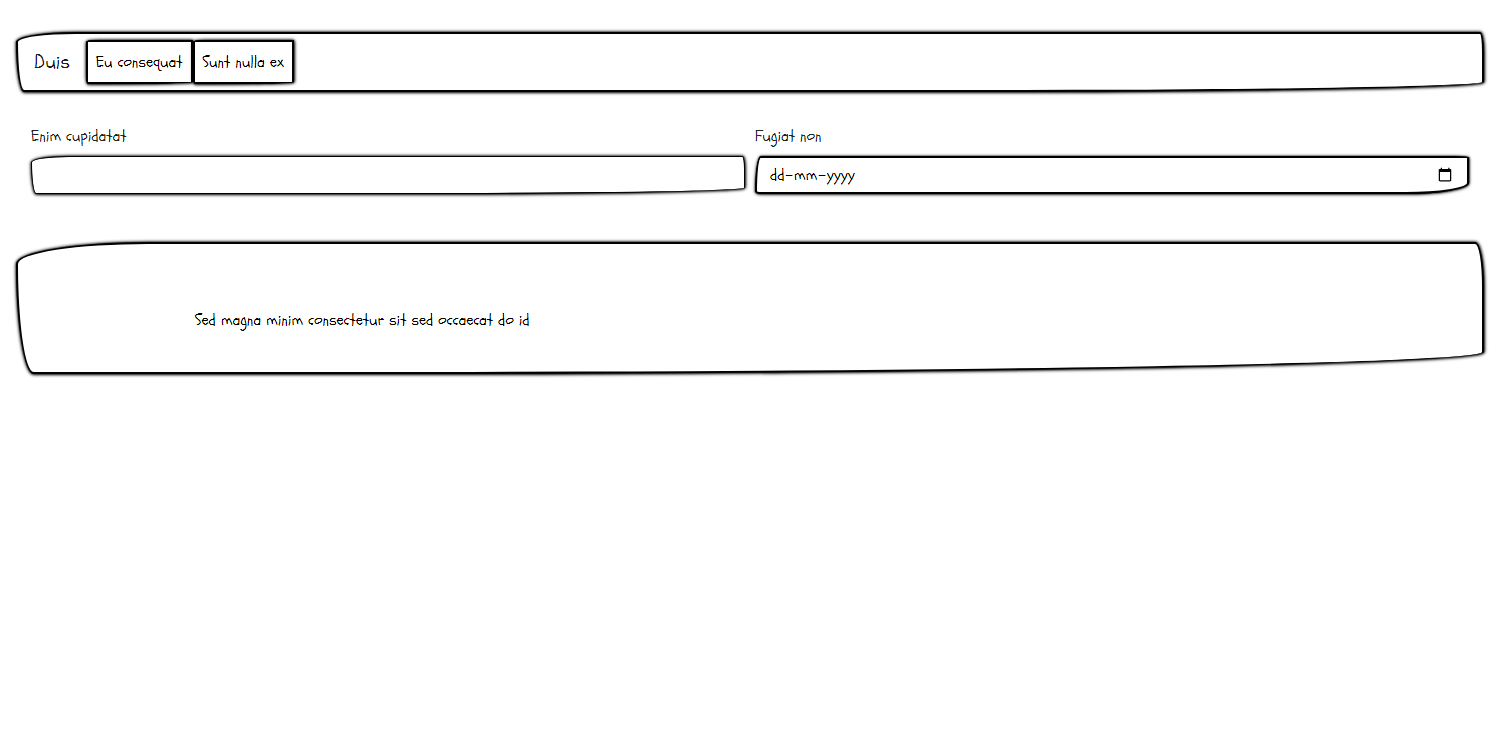 Duis Eu consequat Sunt nulla ex
Enim cupidatat Fugiat non
dd-mm-yyyy
Sed magna minim consectetur sit sed occaecat do id